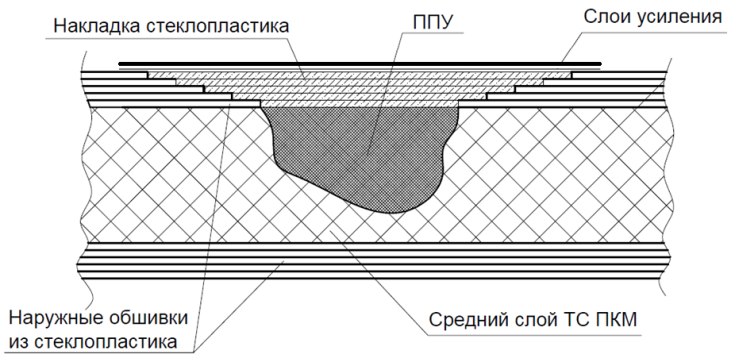 Накладка стеклопластика
ППУ
Слои усиления
Наружные обшивки
из стеклопластика
Средний слой ТС ПКМ